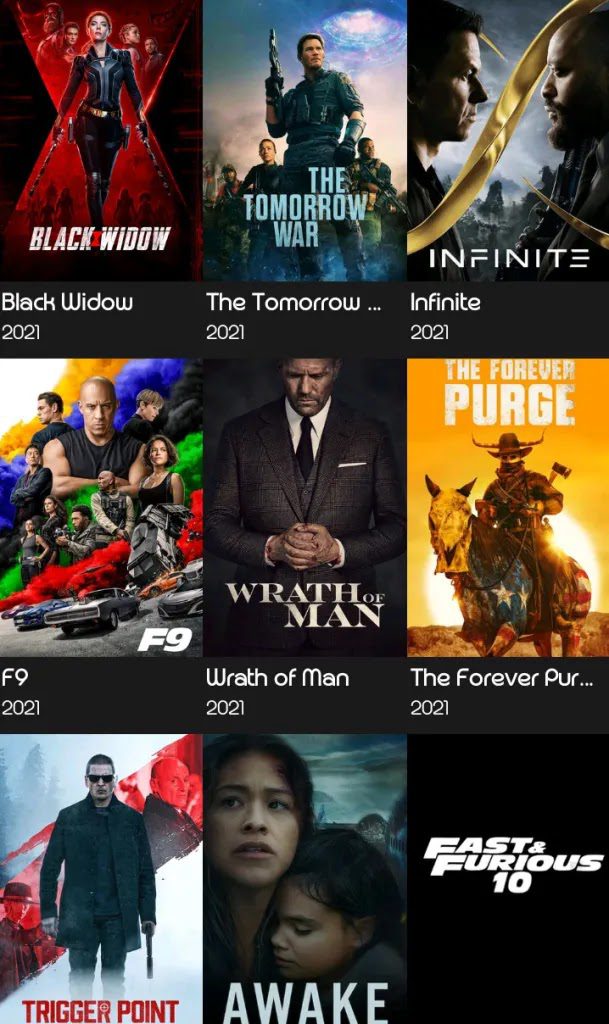 BLACK WIDOW
THE
TOMORROW
WAR
INFINITE
Black Widow
The Tomorrow ...
Infinite
2021
2021
2021
F9
WRATH OF
MAN
THE FOREVER
PURGE
F9
Wrath of Man
The Forever Pur...
2021
2021
2021
TRIGGER POINT
AWAKE
FAST &
FURIOUS
10